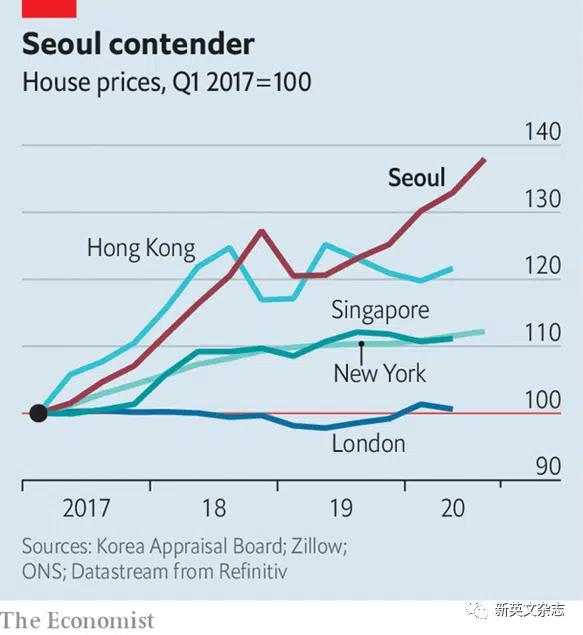 Seoul contender
House prices, Q1 2017=100
140
Seoul
130
Hong Kong
120
Singapore
110
New York
100
London
90
2017
18
19
20
Sources: Korea Appraisal Board; Zillow;
ONS; Datastream from Refinitiv
The Economist
新英文杂志